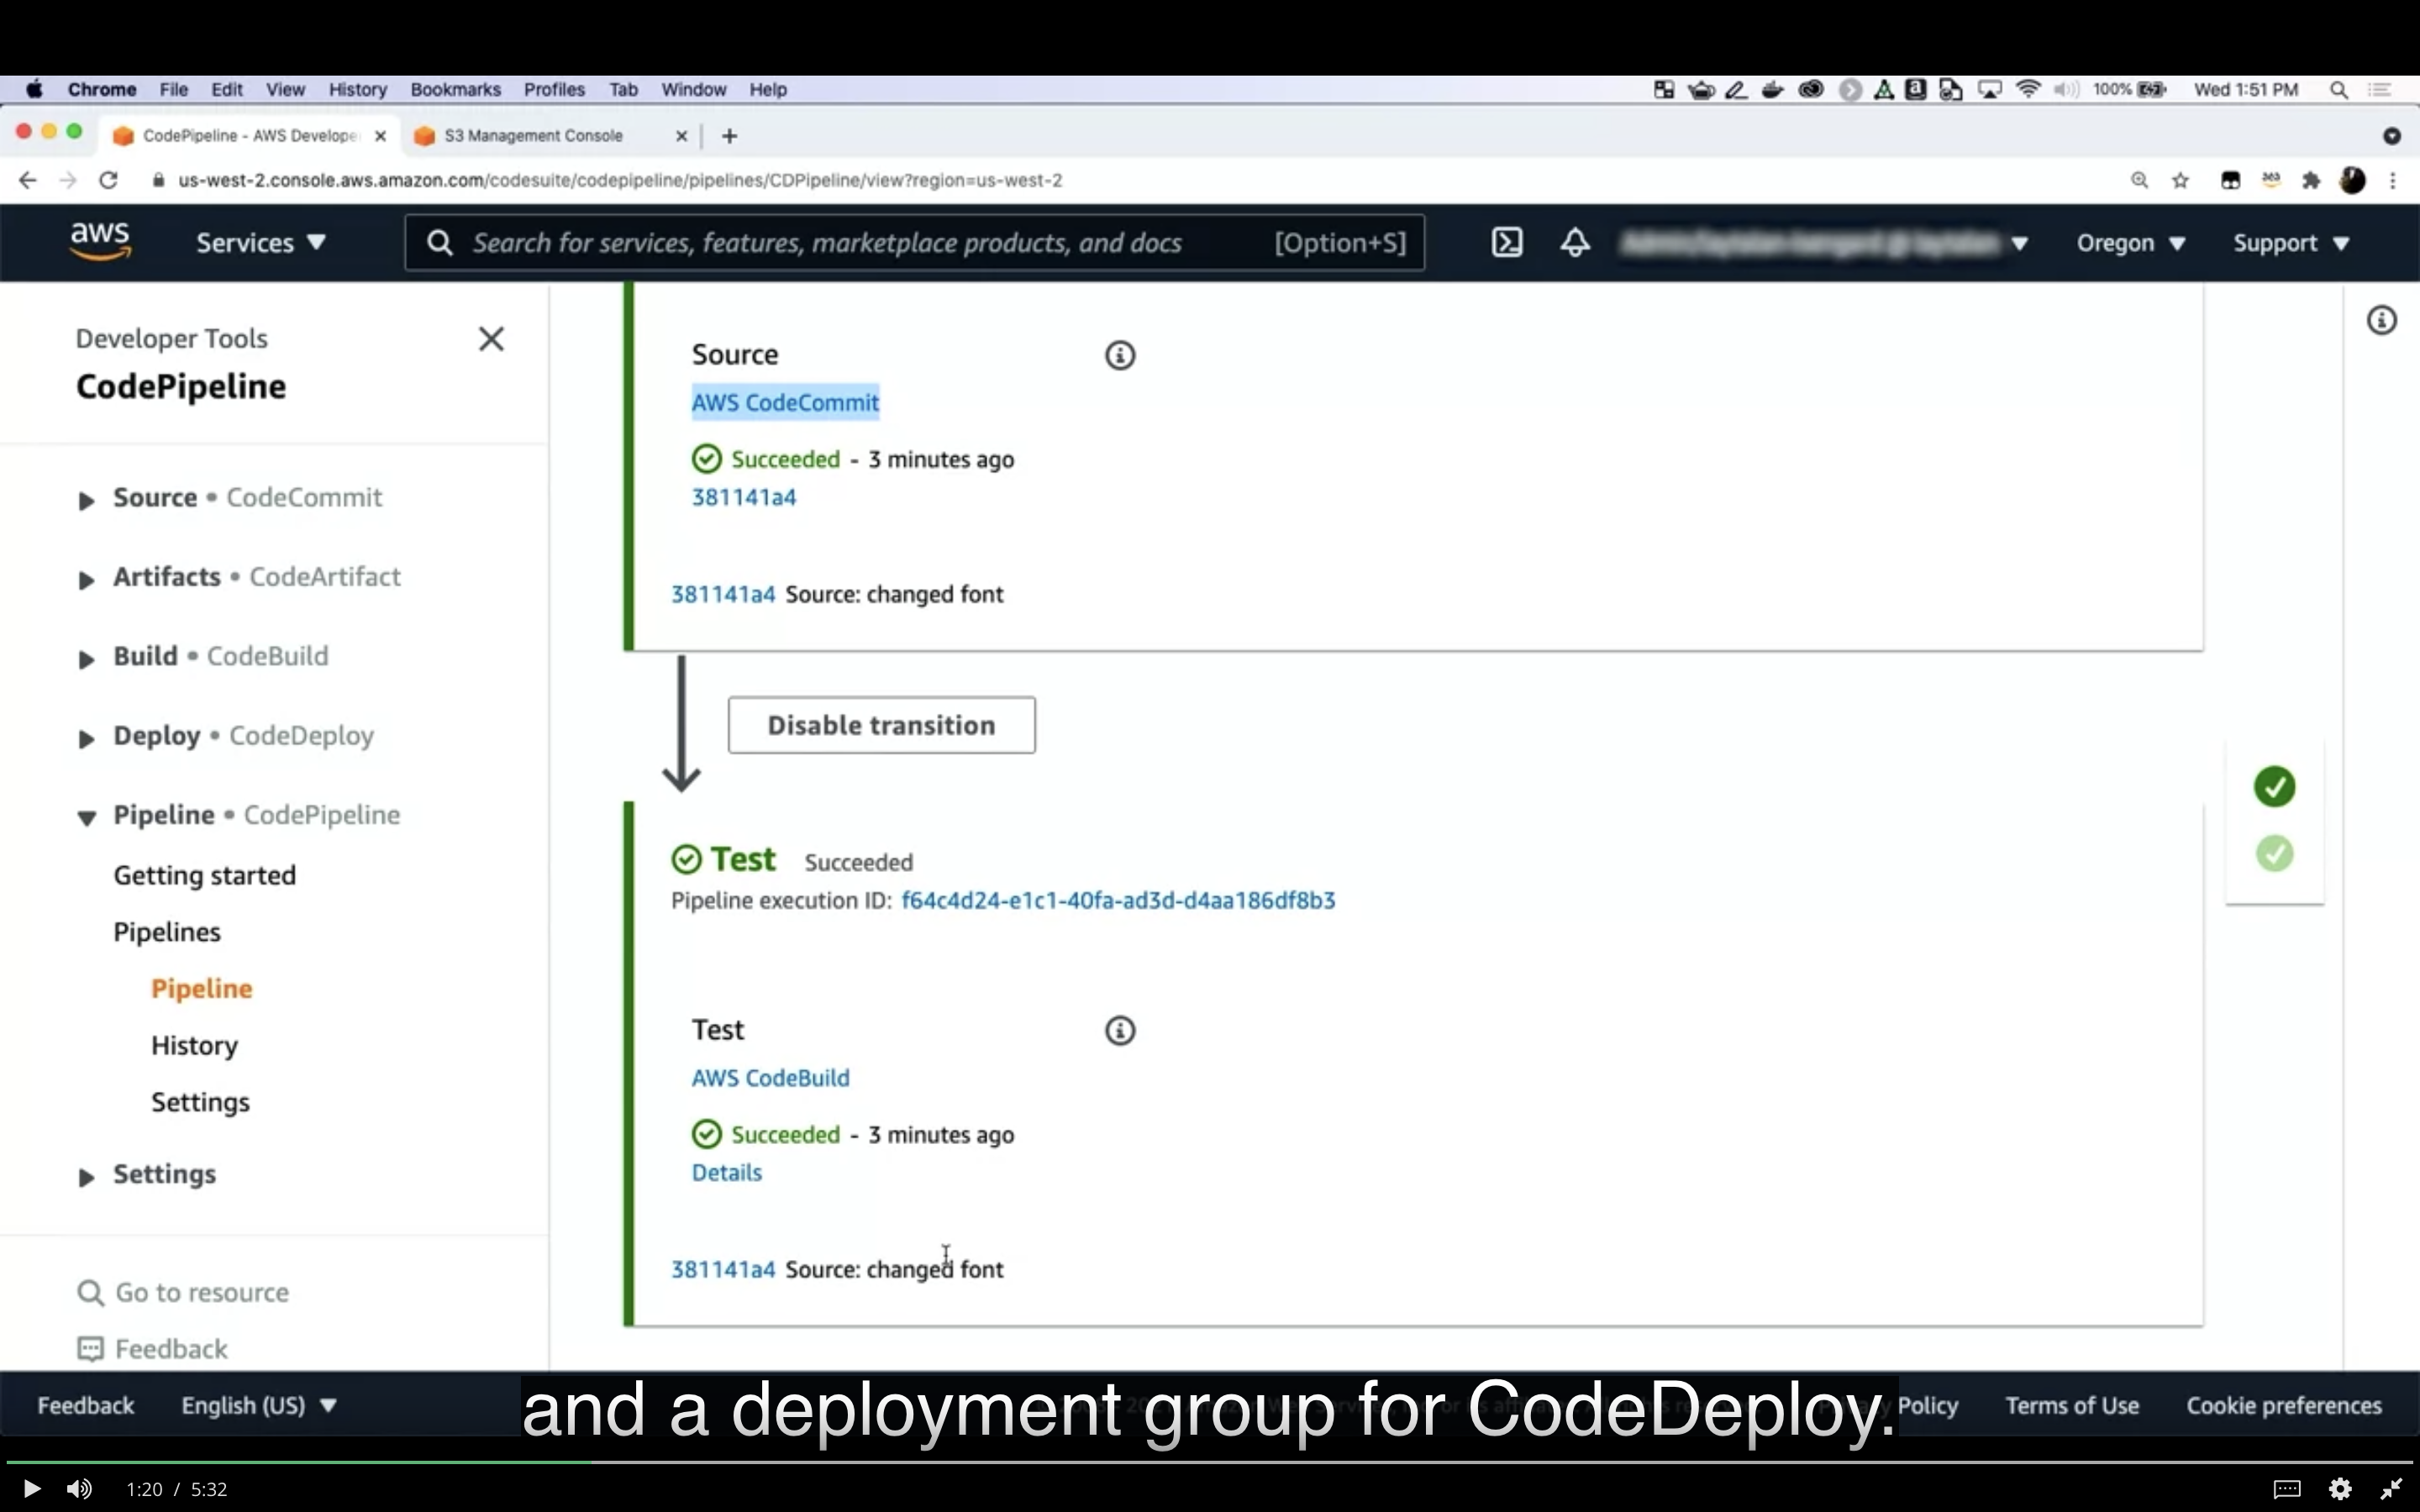 Chrome File Edit View History Bookmarks Profiles Tab Window Help 100% Wed 1:51 PM
CodePipeline - AWS Develope S3 Management Console
us-west-2.console.aws.amazon.com/codesuite/codepipeline/pipelines/CDPipeline/view?region=us-west-2
aws Services Search for services, features, marketplace products, and docs [Option+S] Oregon Support
Developer Tools
CodePipeline
Source • CodeCommit
Artifacts • CodeArtifact
Build • CodeBuild
Deploy • CodeDeploy
Pipeline • CodePipeline
Getting started
Pipelines
Pipeline
History
Settings
Settings
Go to resource
Feedback
Source
AWS CodeCommit
Succeeded - 3 minutes ago
381141a4
381141a4 Source: changed font
Disable transition
Test Succeeded
Pipeline execution ID: f64c4d24-e1c1-40fa-ad3d-d4aa186df8b3
Test
AWS CodeBuild
Succeeded - 3 minutes ago
Details
381141a4 Source: changed font
Feedback English (US) Policy Terms of Use Cookie preferences
and a deployment group for CodeDeploy.
1:20 / 5:32